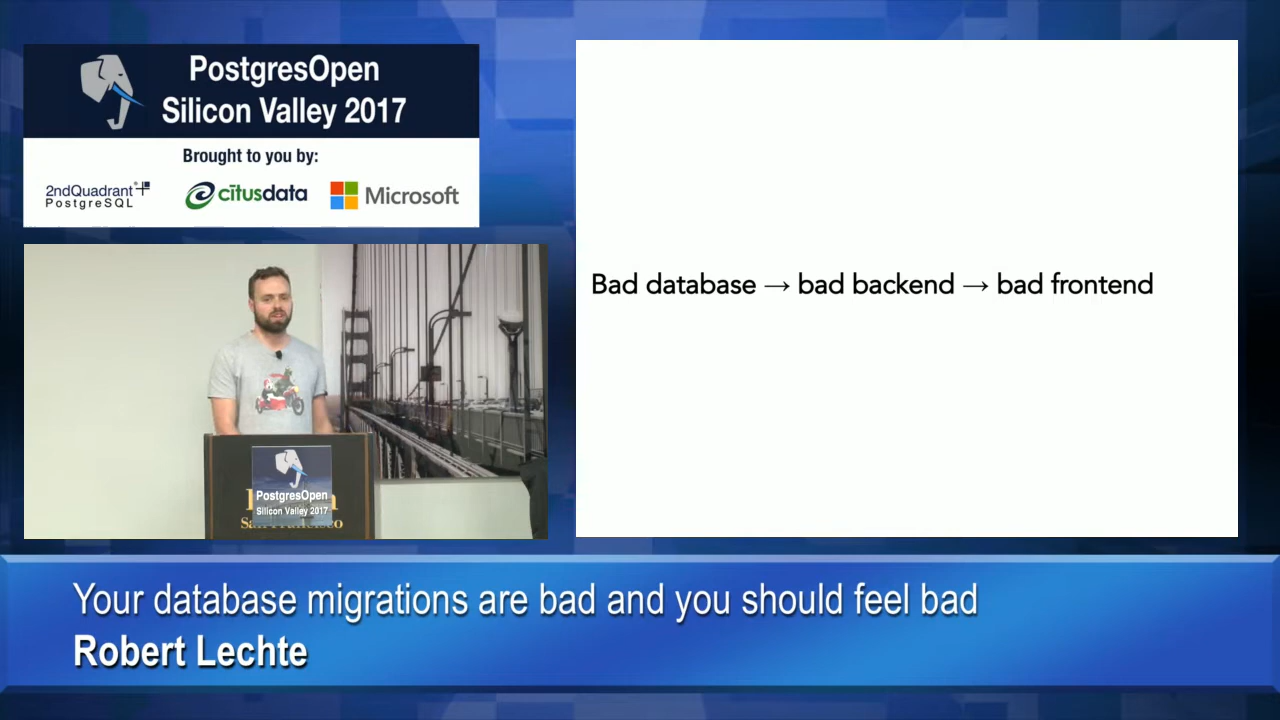 PostgresOpen
Silicon Valley 2017
Brought to you by:
2ndQuadrant
PostgreSQL
citusdata
Microsoft
Bad database → bad backend → bad frontend
PostgresOpen
Silicon Valley 2017
Your database migrations are bad and you should feel bad
Robert Lechte